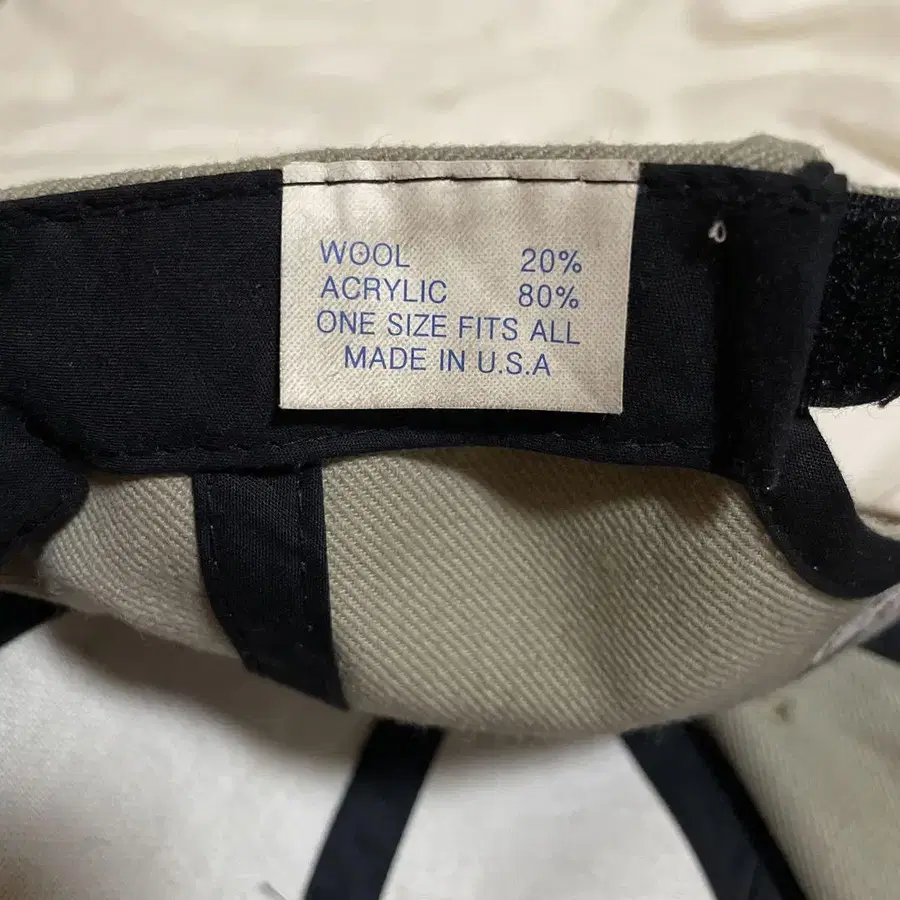 WOOL 20%
ACRYLIC 80%
ONE SIZE FITS ALL
MADE IN U.S.A